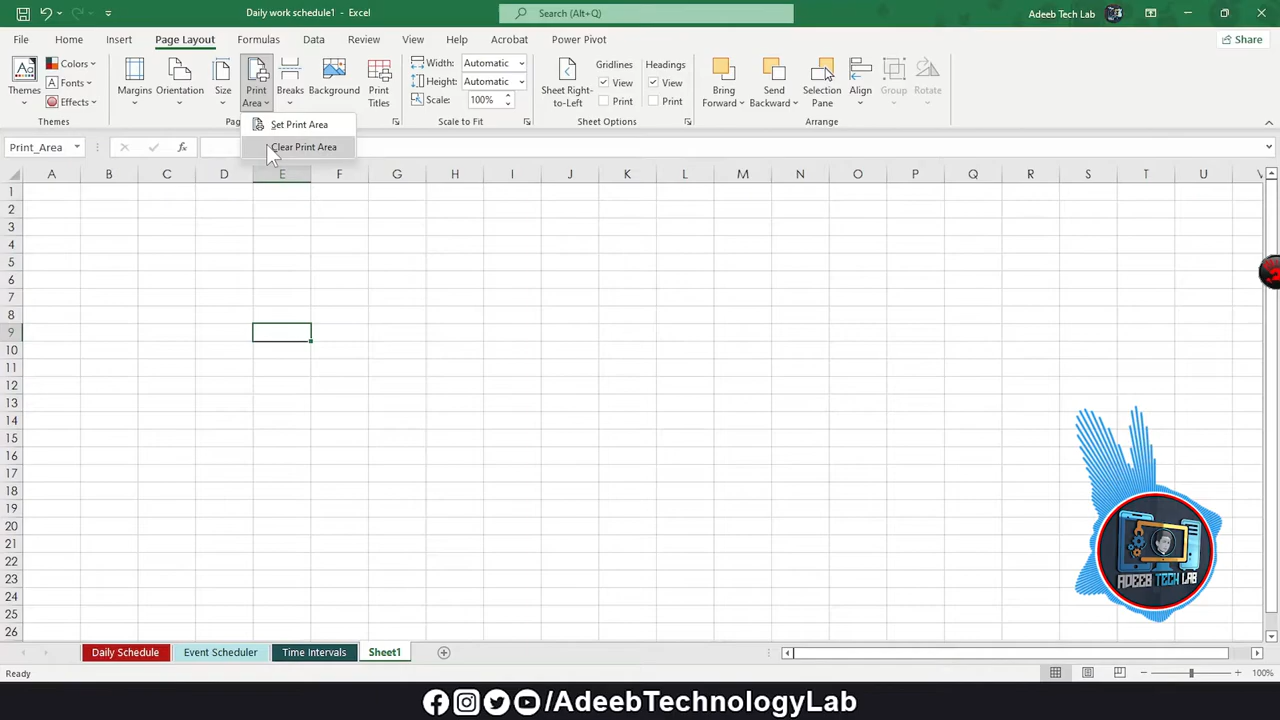 Daily work schedule1 - Excel
Search (Alt+Q)
Adeeb Tech Lab
File Home Insert Page Layout Formulas Data Review View Help Acrobat Power Pivot
Share
Themes
Colors
Fonts
Effects
Themes
Margins
Orientation
Size
Print Area
Breaks
Background
Print Titles
Pag
Width: Automatic
Height: Automatic
Scale: 100%
Scale to Fit
Sheet Right-to-Left
Gridlines
View
Print
Headings
View
Print
Sheet Options
Bring Forward
Send Backward
Selection Pane
Align
Group
Rotate
Arrange
Set Print Area
Clear Print Area
Print_Area
fx
A B C D E F G H I J K L M N O P Q R S T U
1
2
3
4
5
6
7
8
9
10
11
12
13
14
15
16
17
18
19
20
21
22
23
24
25
26
ADEEB TECH LAB
Daily Schedule Event Scheduler Time Intervals Sheet1
Ready
100%
/AdeebTechnologyLab